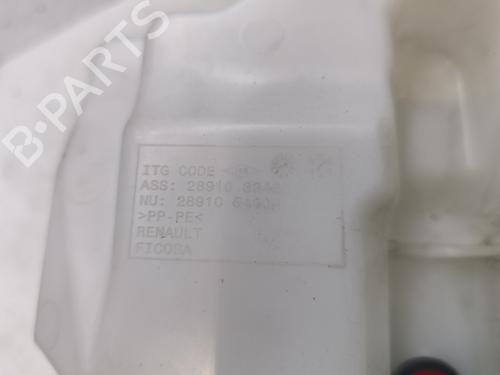 B-PARTS
ITG CODE
ASS: 28910
NU: 28910
>PP-PE<
RENAULT
FICOSA